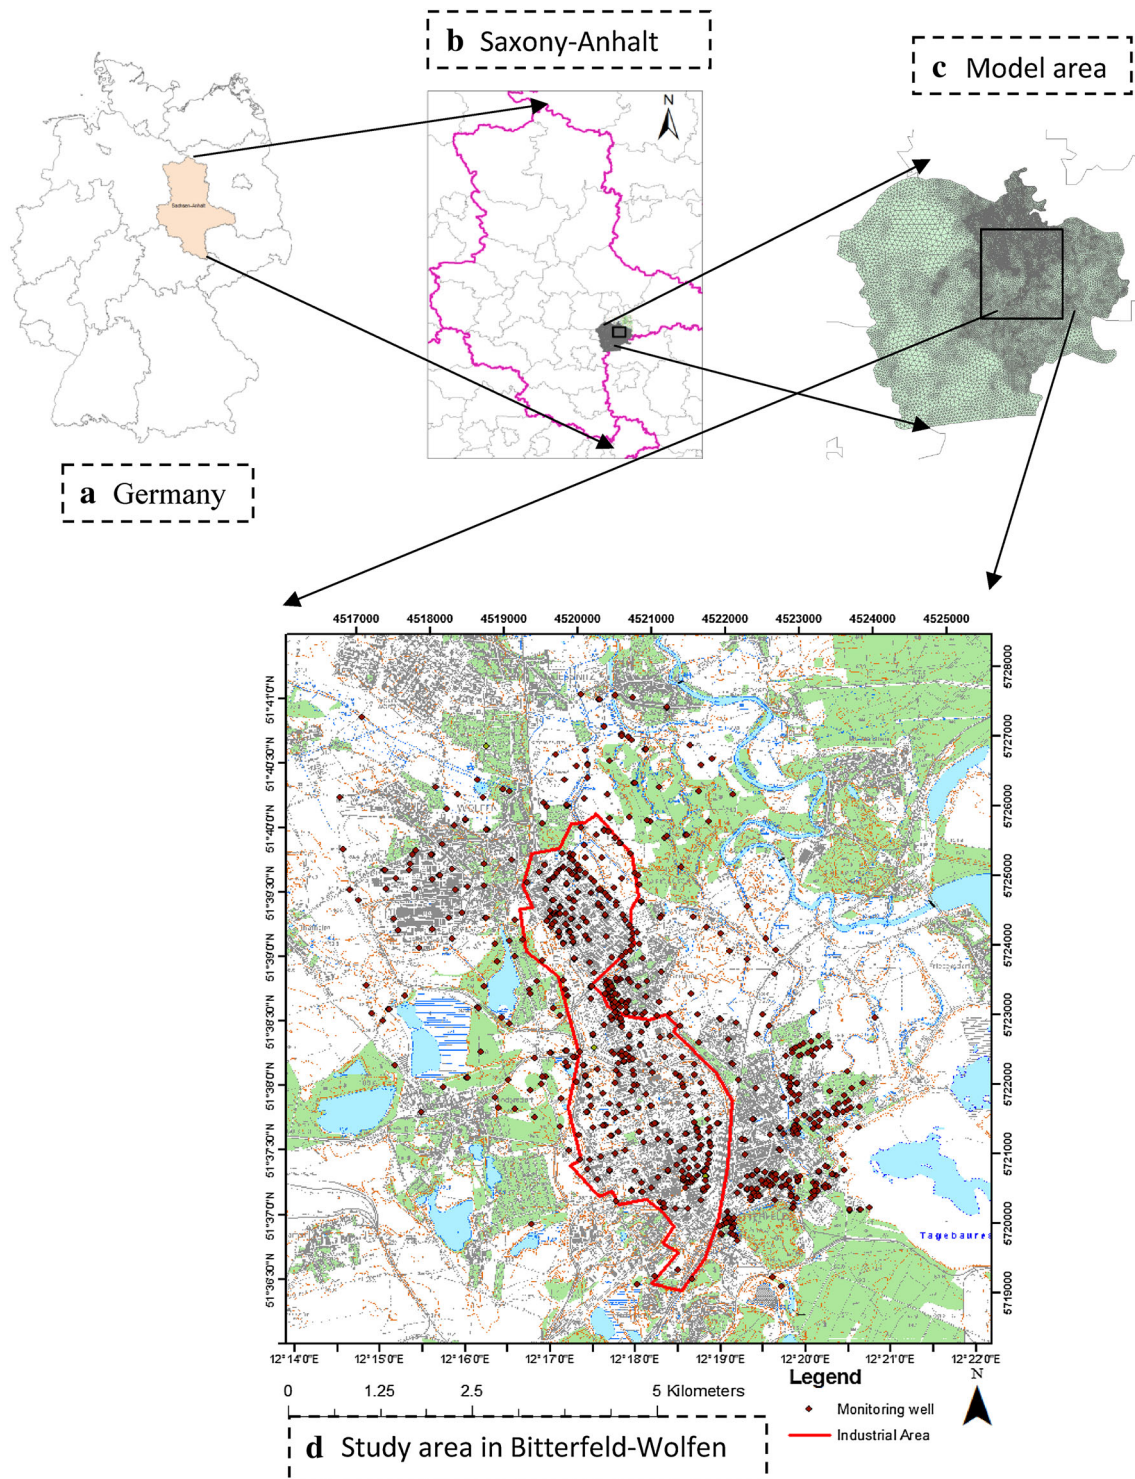 b Saxony-Anhalt
c Model area
N
Sachsen-Anhalt
a Germany
4517000 4518000 4519000 4520000 4521000 4522000 4523000 4524000 4525000
51°41'0"N
51°40'30"N
51°40'0"N
51°39'30"N
51°39'0"N
51°38'30"N
51°38'0"N
51°37'30"N
51°37'0"N
51°36'30"N
5728000
5727000
5726000
5725000
5724000
5723000
5722000
5721000
5720000
5719000
Tagebaures
12°14'0"E 12°15'0"E 12°16'0"E 12°17'0"E 12°18'0"E 12°19'0"E 12°20'0"E 12°21'0"E 12°22'0"E
Legend
N
0 1.25 2.5 5 Kilometers
Monitoring well
Industrial Area
d Study area in Bitterfeld-Wolfen